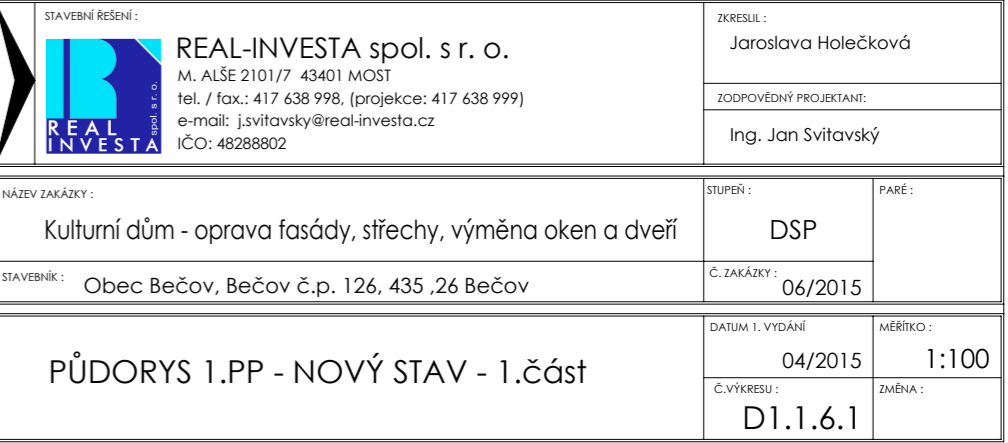 STAVEBNÍ ŘEŠENÍ :
REAL
INVESTA
spol. s r. o.
REAL-INVESTA spol. s r. o.
M. ALŠE 2101/7 43401 MOST
tel. / fax.: 417 638 998, (projekce: 417 638 999)
e-mail: j.svitavsky@real-investa.cz
IČO: 48288802
ZKRESLIL :
Jaroslava Holečková
ZODPOVĚDNÝ PROJEKTANT:
Ing. Jan Svitavský
NÁZEV ZAKÁZKY :
Kulturní dům - oprava fasády, střechy, výměna oken a dveří
STUPEŇ :
DSP
PARÉ :
STAVEBNÍK :
Obec Bečov, Bečov č.p. 126, 435 ,26 Bečov
Č. ZAKÁZKY :
06/2015
PŮDORYS 1.PP - NOVÝ STAV - 1.část
DATUM 1. VYDÁNÍ
04/2015
MĚŘÍTKO :
1:100
Č.VÝKRESU :
D1.1.6.1
ZMĚNA :